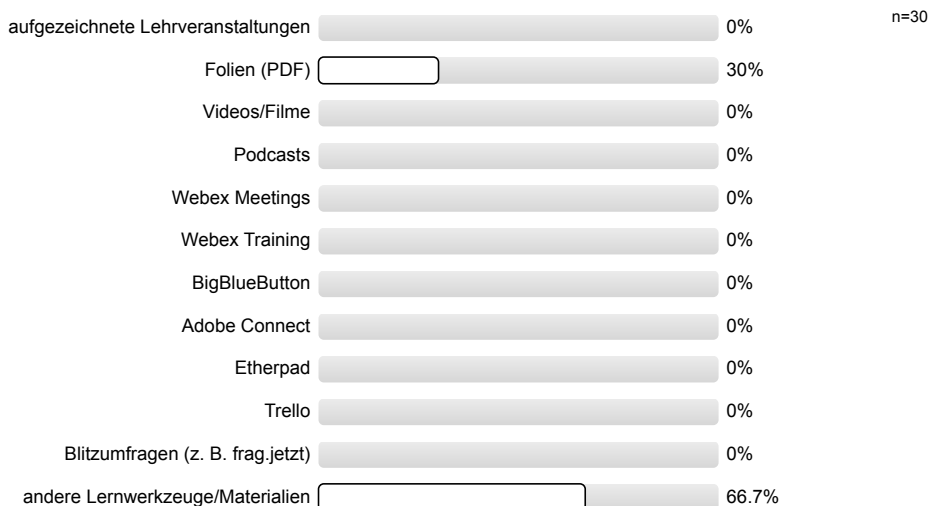 n=30
aufgezeichnete Lehrveranstaltungen 0%
Folien (PDF) 30%
Videos/Filme 0%
Podcasts 0%
Webex Meetings 0%
Webex Training 0%
BigBlueButton 0%
Adobe Connect 0%
Etherpad 0%
Trello 0%
Blitzumfragen (z. B. frag.jetzt) 0%
andere Lernwerkzeuge/Materialien 66.7%